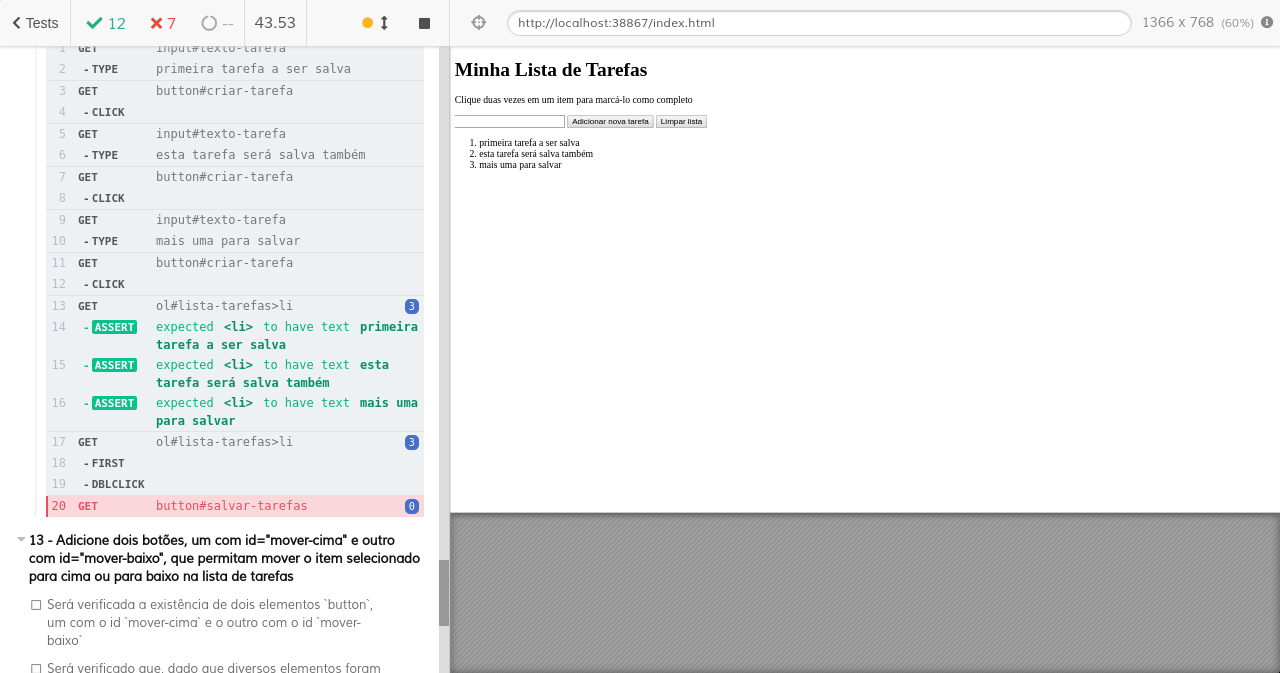 Tests
12
7
--
43.53
http://localhost:38867/index.html
1366 x 768 (60%)
1 GET input#texto-tarefa
2 - TYPE primeira tarefa a ser salva
3 GET button#criar-tarefa
4 - CLICK
5 GET input#texto-tarefa
6 - TYPE esta tarefa será salva também
7 GET button#criar-tarefa
8 - CLICK
9 GET input#texto-tarefa
10 - TYPE mais uma para salvar
11 GET button#criar-tarefa
12 - CLICK
13 GET ol#lista-tarefas>li 3
14 - ASSERT expected <li> to have text primeira
tarefa a ser salva
15 - ASSERT expected <li> to have text esta
tarefa será salva também
16 - ASSERT expected <li> to have text mais uma
para salvar
17 GET ol#lista-tarefas>li 3
18 - FIRST
19 - DBLCLICK
20 GET button#salvar-tarefas 0
13 - Adicione dois botões, um com id="mover-cima" e outro
com id="mover-baixo", que permitam mover o item selecionado
para cima ou para baixo na lista de tarefas
Será verificada a existência de dois elementos `button`,
um com o id `mover-cima` e o outro com o id `mover-
baixo`
Será verificado que, dado que diversos elementos foram
Minha Lista de Tarefas
Clique duas vezes em um item para marcá-lo como completo
Adicionar nova tarefa Limpar lista
1. primeira tarefa a ser salva
2. esta tarefa será salva também
3. mais uma para salvar